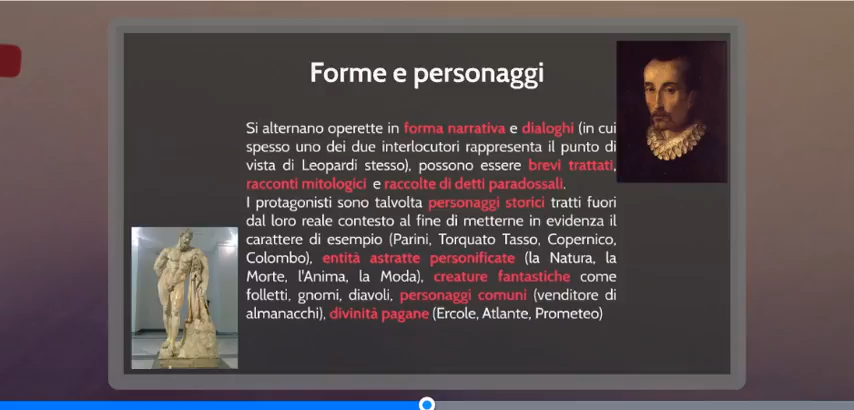 Forme e personaggi
Si alternano operette in forma narrativa e dialoghi (in cui
spesso uno dei due interlocutori rappresenta il punto di
vista di Leopardi stesso), possono essere brevi trattati,
racconti mitologici e raccolte di detti paradossali.
I protagonisti sono talvolta personaggi storici tratti fuori
dal loro reale contesto al fine di metterne in evidenza il
carattere di esempio (Parini, Torquato Tasso, Copernico,
Colombo), entità astratte personificate (la Natura, la
Morte, l'Anima, la Moda), creature fantastiche come
folletti, gnomi, diavoli, personaggi comuni (venditore di
almanacchi), divinità pagane (Ercole, Atlante, Prometeo)